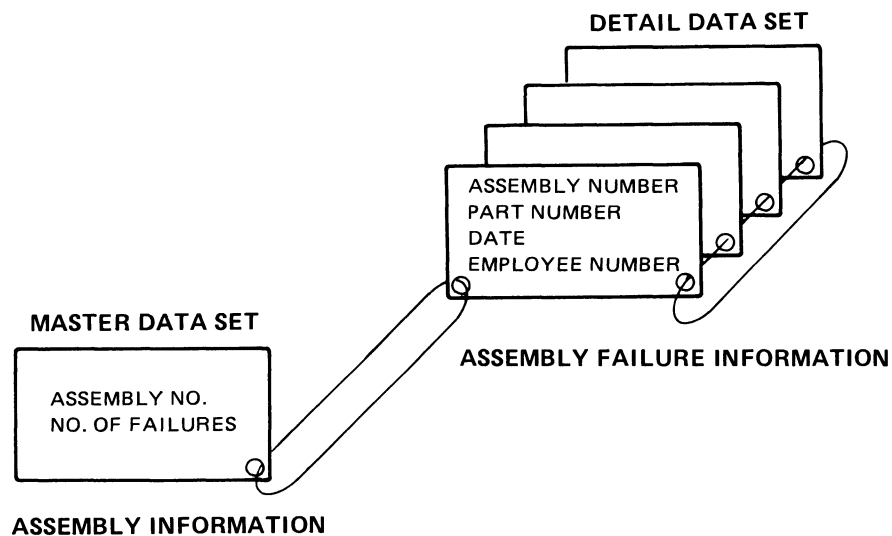 DETAIL DATA SET
ASSEMBLY NUMBER
PART NUMBER
DATE
EMPLOYEE NUMBER
ASSEMBLY FAILURE INFORMATION
MASTER DATA SET
ASSEMBLY NO.
NO. OF FAILURES
ASSEMBLY INFORMATION